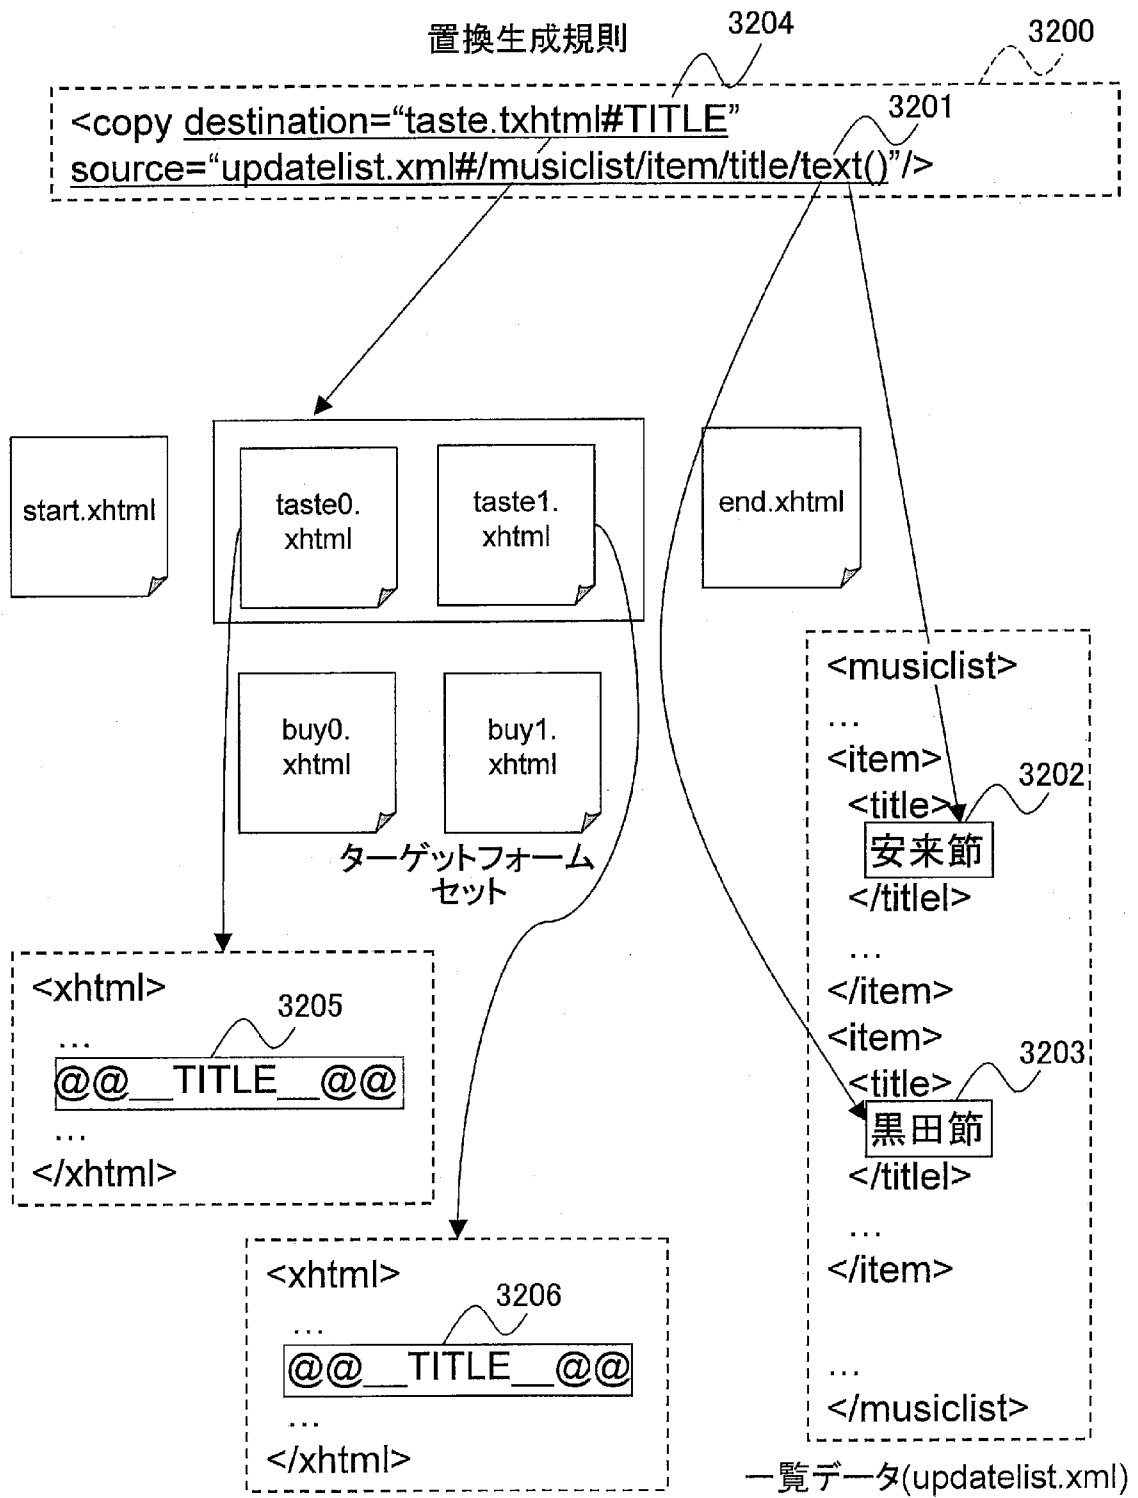 置換生成規則
3204
3200
<copy destination=“taste.txhtml#TITLE”
3201
source=“updatelist.xml#/musiclist/item/title/text()”/>
start.xhtml
taste0.
xhtml
taste1.
xhtml
end.xhtml
buy0.
xhtml
buy1.
xhtml
ターゲットフォーム
セット
<xhtml>
...
3205
@@__TITLE__@@
...
</xhtml>
<xhtml>
...
3206
@@__TITLE__@@
...
</xhtml>
<musiclist>
...
<item>
3202
<title>
安来節
</titlel>
...
</item>
<item>
3203
<title>
黒田節
</titlel>
...
</item>
...
</musiclist>
一覧データ(updatelist.xml)